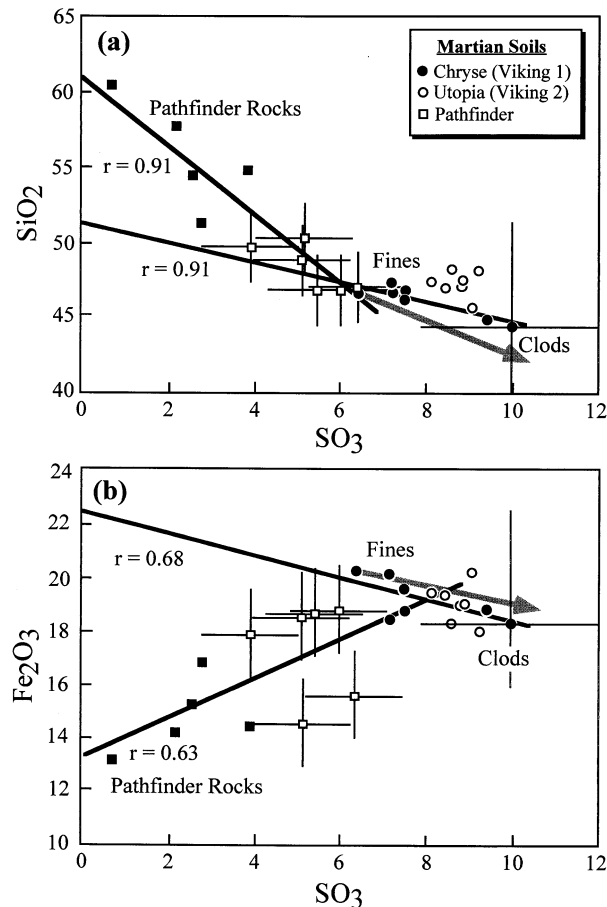 (a)
Martian Soils
Chryse (Viking 1)
Utopia (Viking 2)
Pathfinder
65
60
55
50
45
40
SiO2
Pathfinder Rocks
r = 0.91
r = 0.91
Fines
Clods
0 2 4 6 8 10 12
SO3
(b)
24
22
20
18
16
14
12
10
Fe2O3
Fines
r = 0.68
Clods
r = 0.63
Pathfinder Rocks
0 2 4 6 8 10 12
SO3